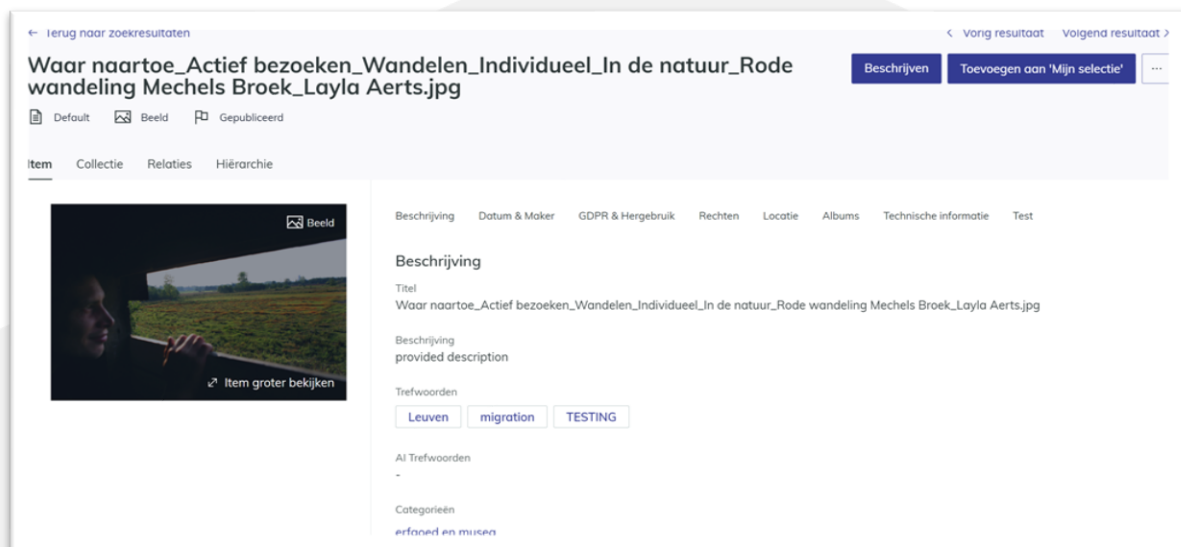 ← Terug naar zoekresultaten
< Vorig resultaat Volgend resultaat >
Waar naartoe_Actief bezoeken_Wandelen_Individueel_In de natuur_Rode
wandeling Mechels Broek_Layla Aerts.jpg
Beschrijven Toevoegen aan 'Mijn selectie' ...
Default Beeld Gepubliceerd
Item Collectie Relaties Hiërarchie
Beeld
Item groter bekijken
Beschrijving Datum & Maker GDPR & Hergebruik Rechten Locatie Albums Technische informatie Test
Beschrijving
Titel
Waar naartoe_Actief bezoeken_Wandelen_Individueel_In de natuur_Rode wandeling Mechels Broek_Layla Aerts.jpg
Beschrijving
provided description
Trefwoorden
Leuven migration TESTING
AI Trefwoorden
-
Categorieën
erfgoed en musea